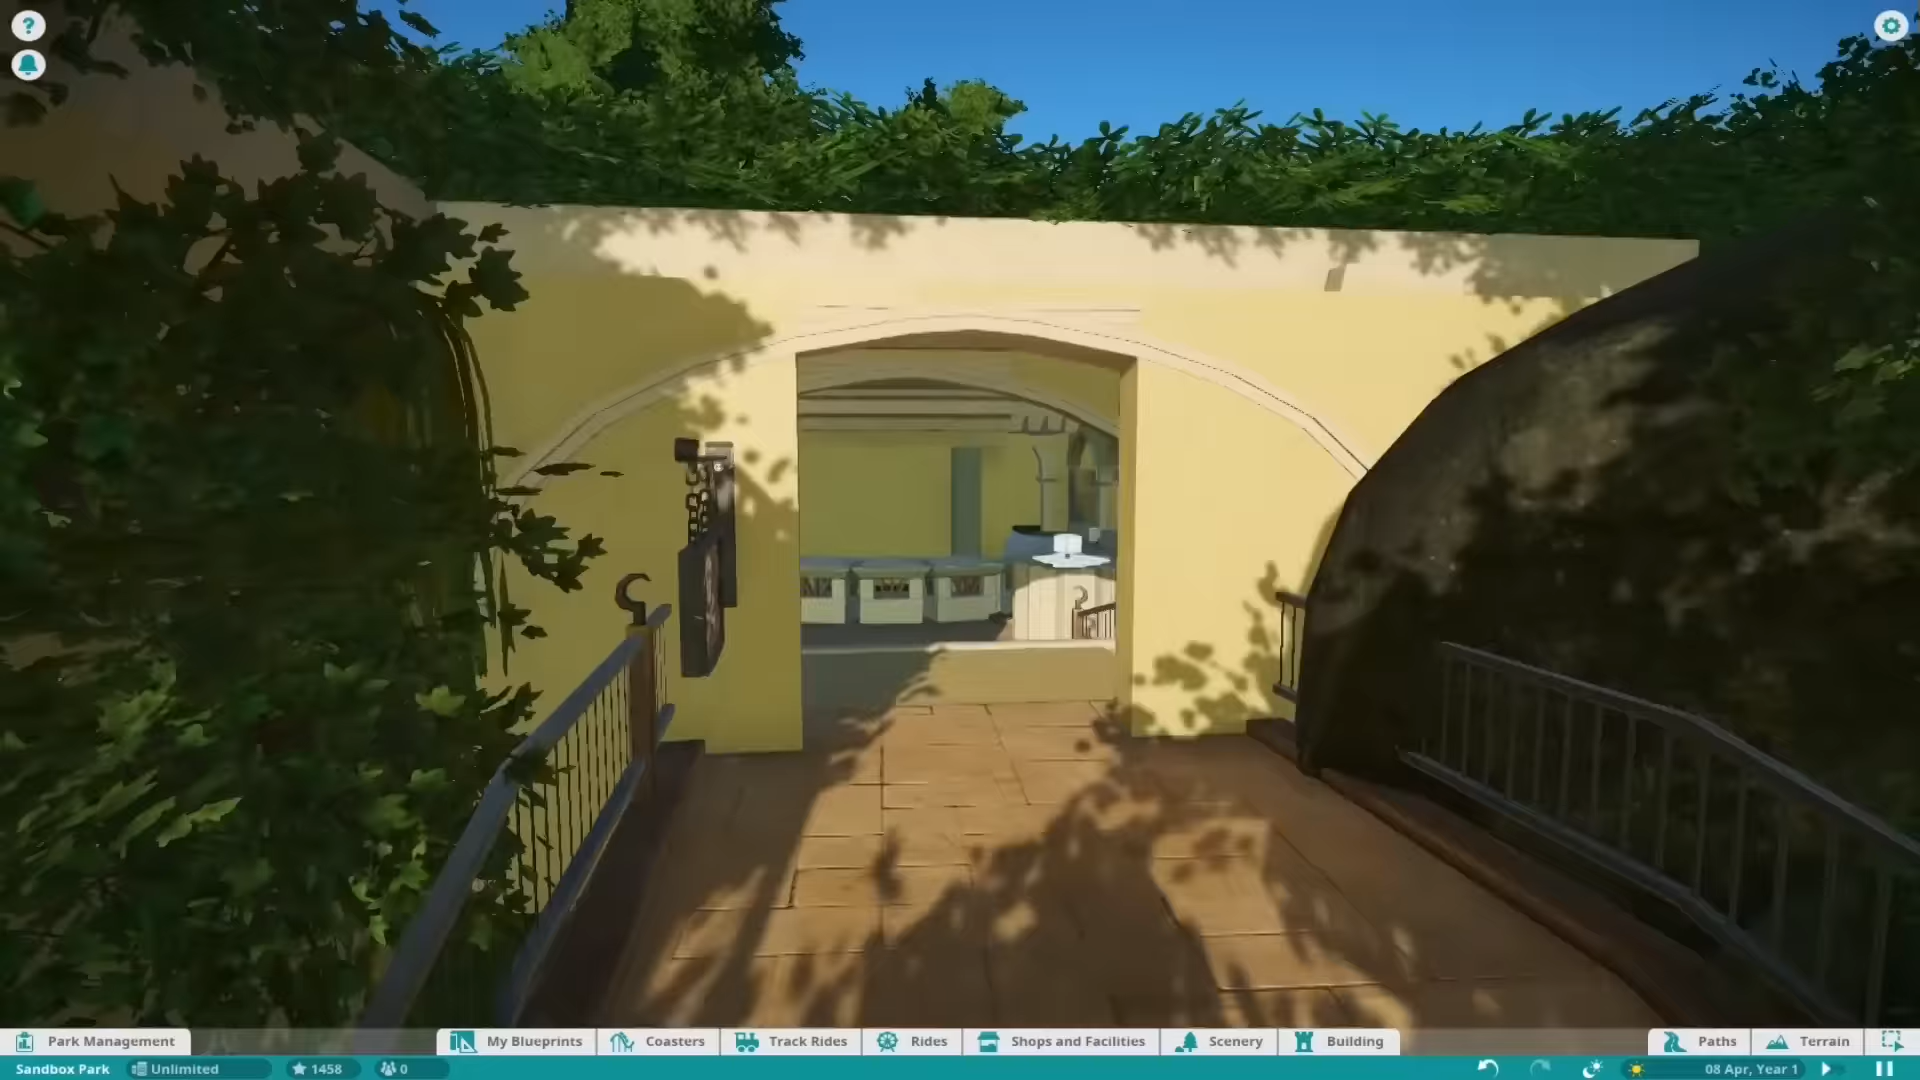 ?
Park Management
My Blueprints
Coasters
Track Rides
Rides
Shops and Facilities
Scenery
Building
Paths
Terrain
Sandbox Park
Unlimited
1458
0
08 Apr, Year 1